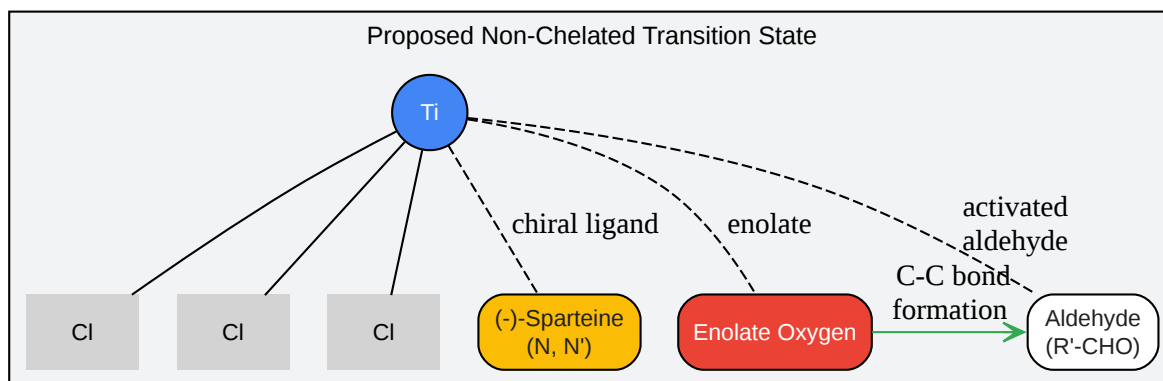 Proposed Non-Chelated Transition State
Ti
chiral ligand
enolate
activated
aldehyde
C-C bond
formation
Cl
Cl
Cl
(-)-Sparteine
(N, N')
Enolate Oxygen
Aldehyde
(R'-CHO)